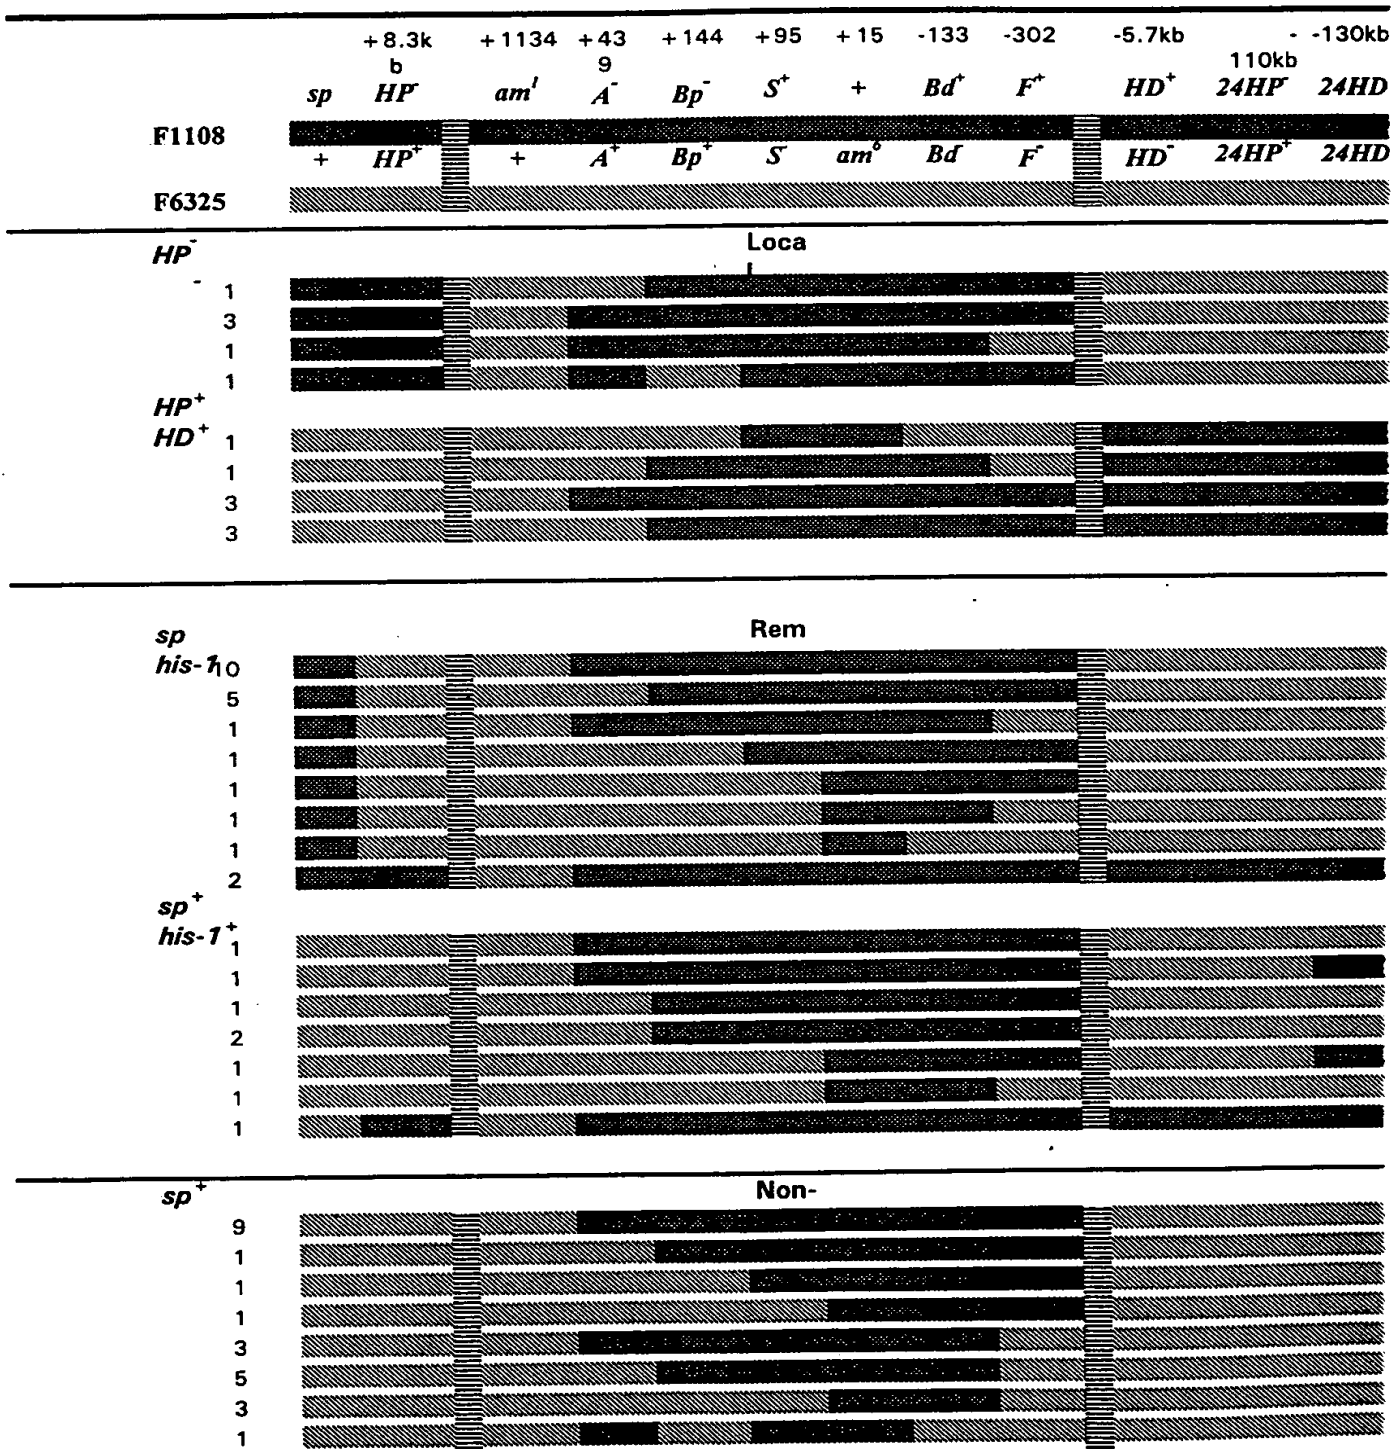 +8.3k +1134 +43 +144 +95 +15 -133 -302 -5.7kb - -130kb
b 9 110kb
sp HP- am1 A- Bp- S+ + Bd+ F+ HD+ 24HP- 24HD
F1108
+ HP+ + A+ Bp+ S- am6 Bd- F- HD- 24HP+ 24HD
F6325
HP- Loca
- 1
3
1
1
HP+
HD+ 1
1
3
3
sp Rem
his-1 10
5
1
1
1
1
1
2
sp+
his-1+ 1
1
1
2
1
1
1
sp+ Non-
9
1
1
1
3
5
3
1